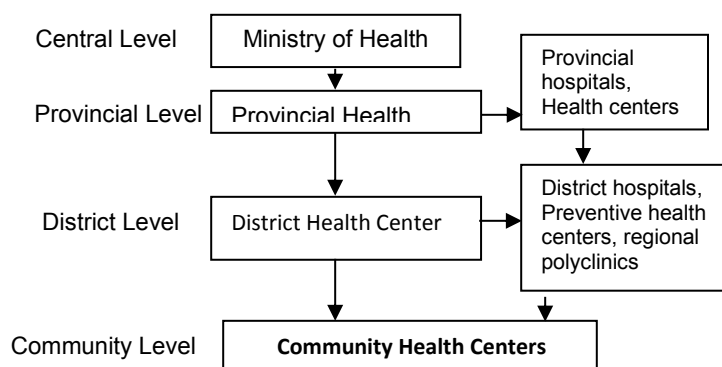 Central Level
Ministry of Health
Provincial Level
Provincial Health
Provincial
hospitals,
Health centers
District Level
District Health Center
District hospitals,
Preventive health
centers, regional
polyclinics
Community Level
Community Health Centers